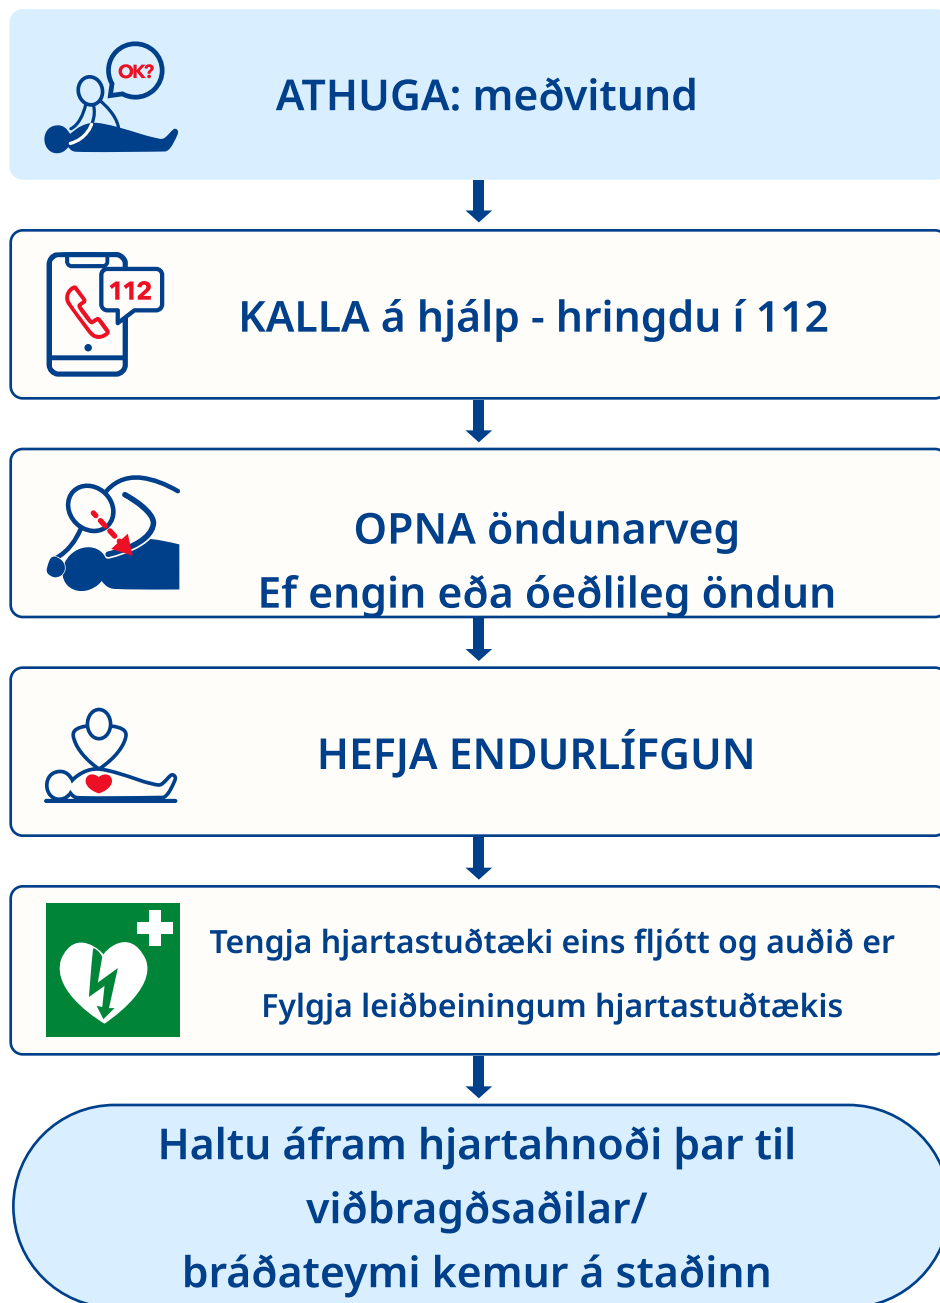 OK?
ATHUGA: meðvitund
112
KALLA á hjálp - hringdu í 112
OPNA öndunarveg
Ef engin eða óeðlileg öndun
HEFJA ENDURLÍFGUN
Tengja hjartastuðtæki eins fljótt og auðið er
Fylgja leiðbeiningum hjartastuðtækis
Haltu áfram hjartahnoði þar til
viðbragðsaðilar/
bráðateymi kemur á staðinn